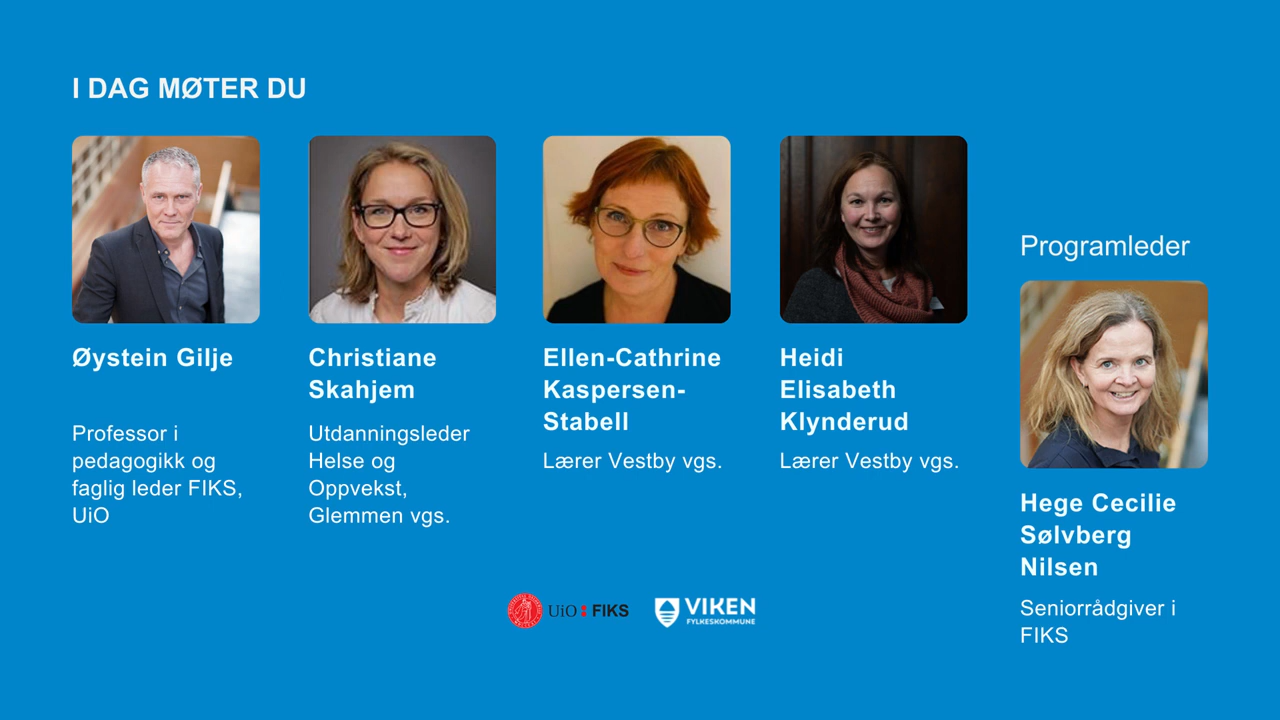 I DAG MØTER DU
Øystein Gilje
Professor i
pedagogikk og
faglig leder FIKS,
UiO
Christiane
Skahjem
Utdanningsleder
Helse og
Oppvekst,
Glemmen vgs.
Ellen-Cathrine
Kaspersen-
Stabell
Lærer Vestby vgs.
Heidi
Elisabeth
Klynderud
Lærer Vestby vgs.
Programleder
Hege Cecilie
Sølvberg
Nilsen
Seniorrådgiver i
FIKS
UiO : FIKS
VIKEN
FYLKESKOMMUNE